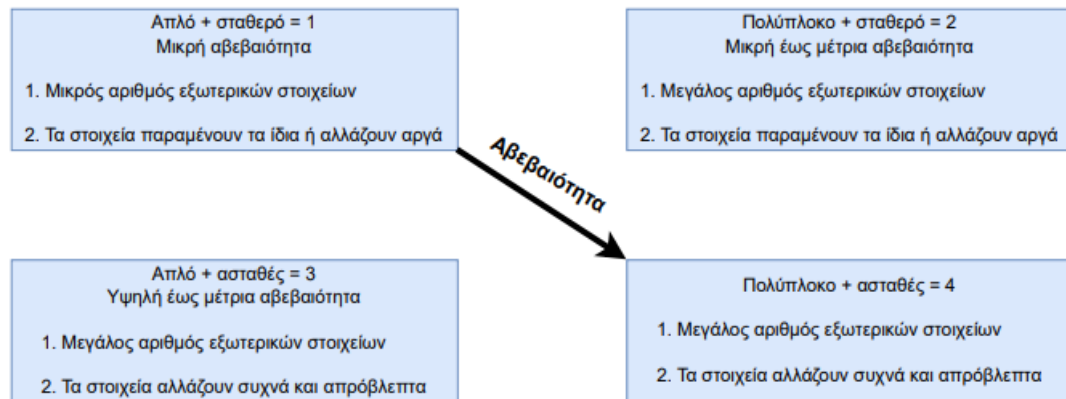 Απλό + σταθερό = 1
Μικρή αβεβαιότητα
1. Μικρός αριθμός εξωτερικών στοιχείων
2. Τα στοιχεία παραμένουν τα ίδια ή αλλάζουν αργά
Πολύπλοκο + σταθερό = 2
Μικρή έως μέτρια αβεβαιότητα
1. Μεγάλος αριθμός εξωτερικών στοιχείων
2. Τα στοιχεία παραμένουν τα ίδια ή αλλάζουν αργά
Αβεβαιότητα
Απλό + ασταθές = 3
Υψηλή έως μέτρια αβεβαιότητα
1. Μεγάλος αριθμός εξωτερικών στοιχείων
2. Τα στοιχεία αλλάζουν συχνά και απρόβλεπτα
Πολύπλοκο + ασταθές = 4
1. Μεγάλος αριθμός εξωτερικών στοιχείων
2. Τα στοιχεία αλλάζουν συχνά και απρόβλεπτα